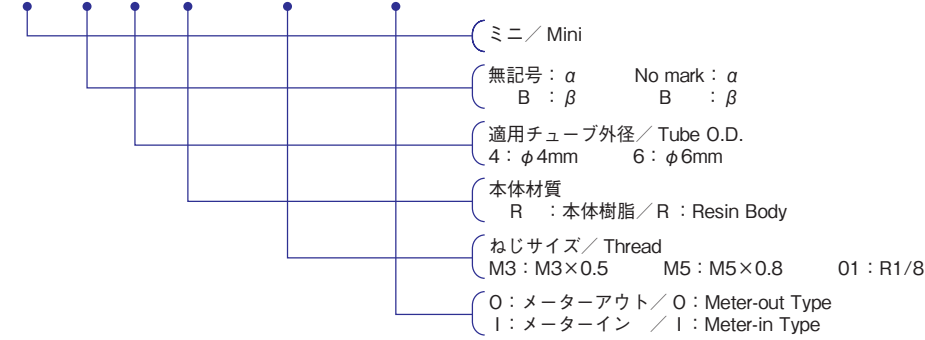 ミニ／ Mini
無記号： α　　No mark： α
B ： β　　B ： β
適用チューブ外径／ Tube O.D.
4： φ4mm　　6： φ6mm
本体材質
R ：本体樹脂／ R ：Resin Body
ねじサイズ／ Thread
M3：M3×0.5　　M5：M5×0.8　　01：R1/8
O：メーターアウト／ O：Meter-out Type
I：メーターイン ／ I：Meter-in Type